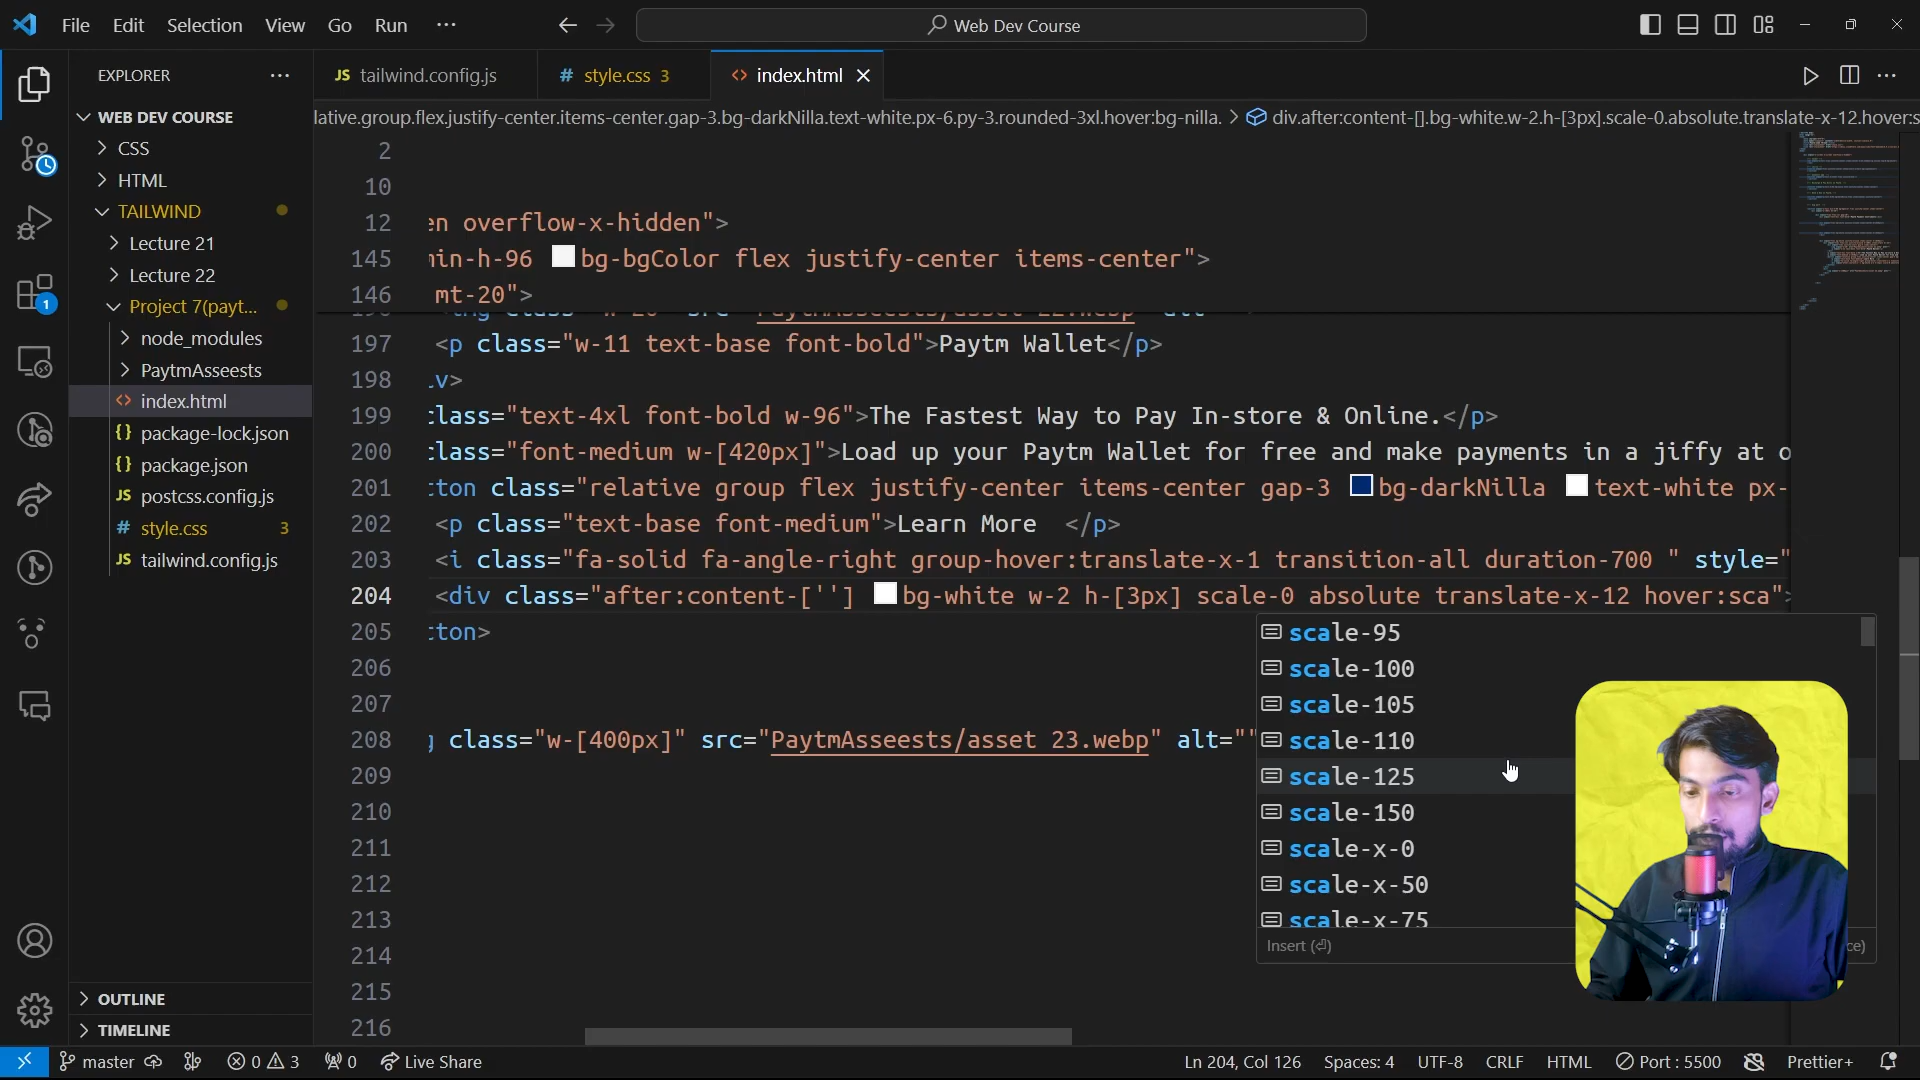 File Edit Selection View Go Run ···
Web Dev Course
EXPLORER
WEB DEV COURSE
CSS
HTML
TAILWIND
Lecture 21
Lecture 22
Project 7(payt...
node_modules
PaytmAsseests
index.html
package-lock.json
package.json
postcss.config.js
style.css 3
tailwind.config.js
OUTLINE
TIMELINE
JS tailwind.config.js # style.css 3 <> index.html
lative.group.flex.justify-center.items-center.gap-3.bg-darkNilla.text-white.px-6.py-3.rounded-3xl.hover:bg-nilla. > div.after:content-[].bg-white.w-2.h-[3px].scale-0.absolute.translate-x-12.hover:s
2
10
12 en overflow-x-hidden">
145 min-h-96 bg-bgColor flex justify-center items-center">
146 mt-20">
197 <p class="w-11 text-base font-bold">Paytm Wallet</p>
198 .v>
199 class="text-4xl font-bold w-96">The Fastest Way to Pay In-store & Online.</p>
200 class="font-medium w-[420px]">Load up your Paytm Wallet for free and make payments in a jiffy at o
201 tton class="relative group flex justify-center items-center gap-3 bg-darkNilla text-white px-
202 <p class="text-base font-medium">Learn More </p>
203 <i class="fa-solid fa-angle-right group-hover:translate-x-1 transition-all duration-700 " style="
204 <div class="after:content-[''] bg-white w-2 h-[3px] scale-0 absolute translate-x-12 hover:sca">
205 tton>
206
207
208 g class="w-[400px]" src="PaytmAsseests/asset 23.webp" alt=""
209
210
211
212
213
214
215
216
scale-95
scale-100
scale-105
scale-110
scale-125
scale-150
scale-x-0
scale-x-50
scale-x-75
Insert
1
master 0 3 0 Live Share Ln 204, Col 126 Spaces: 4 UTF-8 CRLF HTML Port : 5500 Prettier+